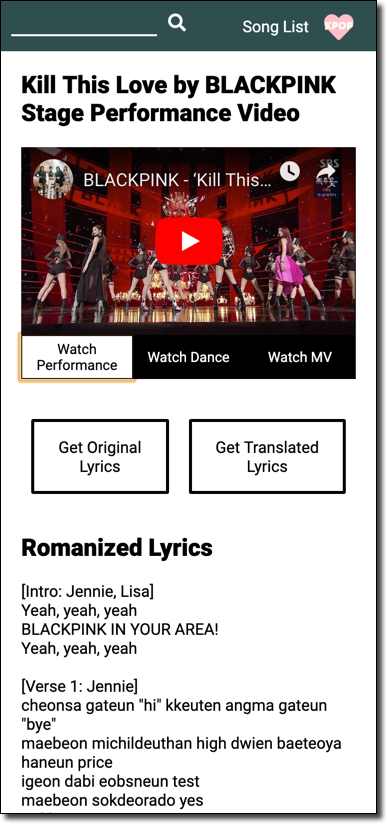 Song List
KPOP
Kill This Love by BLACKPINK
Stage Performance Video
BLACKPINK - ‘Kill This...
SBS
Watch
Performance
Watch Dance
Watch MV
Get Original
Lyrics
Get Translated
Lyrics
Romanized Lyrics
[Intro: Jennie, Lisa]
Yeah, yeah, yeah
BLACKPINK IN YOUR AREA!
Yeah, yeah, yeah
[Verse 1: Jennie]
cheonsa gateun "hi" kkeuten angma gateun
"bye"
maebeon michildeuthan high dwien baeteoya
haneun price
igeon dabi eobsneun test
maebeon sokdeorado yes